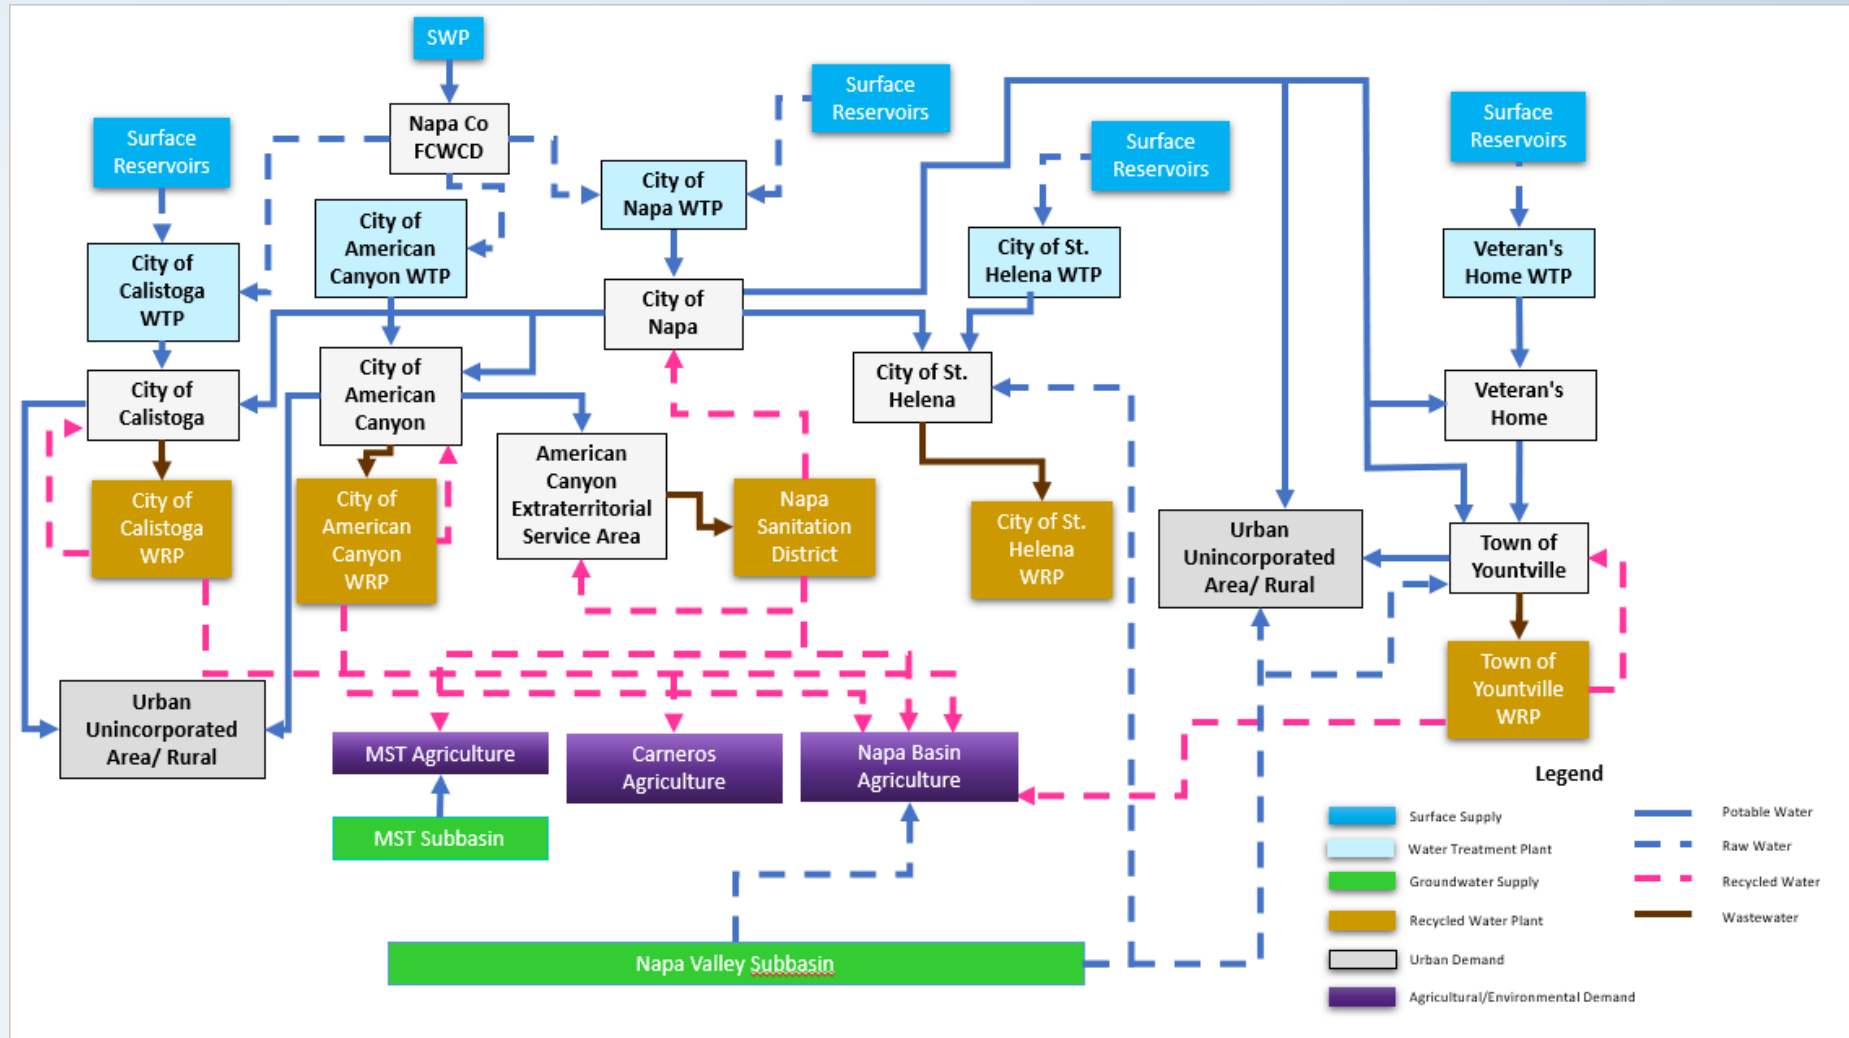 SWP
Surface
Reservoirs
Napa Co
FCWCD
Surface
Reservoirs
Surface
Reservoirs
Surface
Reservoirs
City of
Calistoga
WTP
City of
American
Canyon WTP
City of
Napa WTP
City of St.
Helena WTP
Veteran's
Home WTP
City of
Calistoga
City of
American
Canyon
City of
Napa
City of St.
Helena
Veteran's
Home
American
Canyon
Extraterritorial
Service Area
City of
Calistoga
WRP
City of
American
Canyon
WRP
Napa
Sanitation
District
City of St.
Helena
WRP
Urban
Unincorporated
Area/ Rural
Town of
Yountville
Town of
Yountville
WRP
Urban
Unincorporated
Area/ Rural
MST Agriculture
Carneros
Agriculture
Napa Basin
Agriculture
MST Subbasin
Napa Valley Subbasin
Legend
Surface Supply
Water Treatment Plant
Groundwater Supply
Recycled Water Plant
Urban Demand
Agricultural/Environmental Demand
Potable Water
Raw Water
Recycled Water
Wastewater